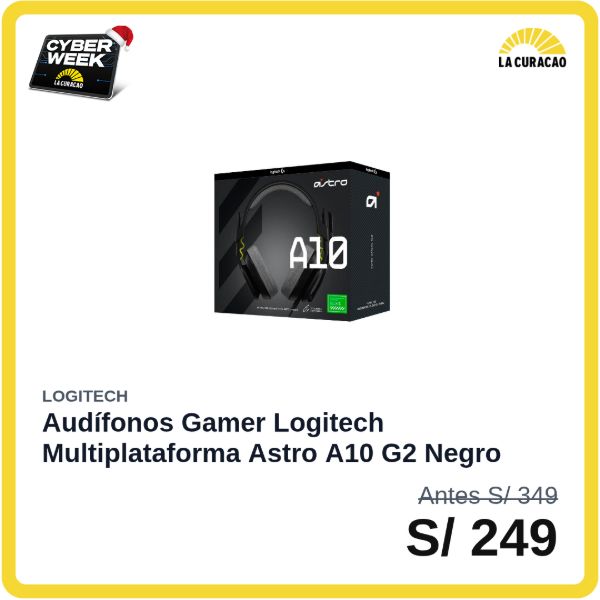 CYBER
WEEK
LA CURACAO
LA CURACAO
logitech G
astro
A10
LOGITECH
Audífonos Gamer Logitech
Multiplataforma Astro A10 G2 Negro
Antes S/ 349
S/ 249